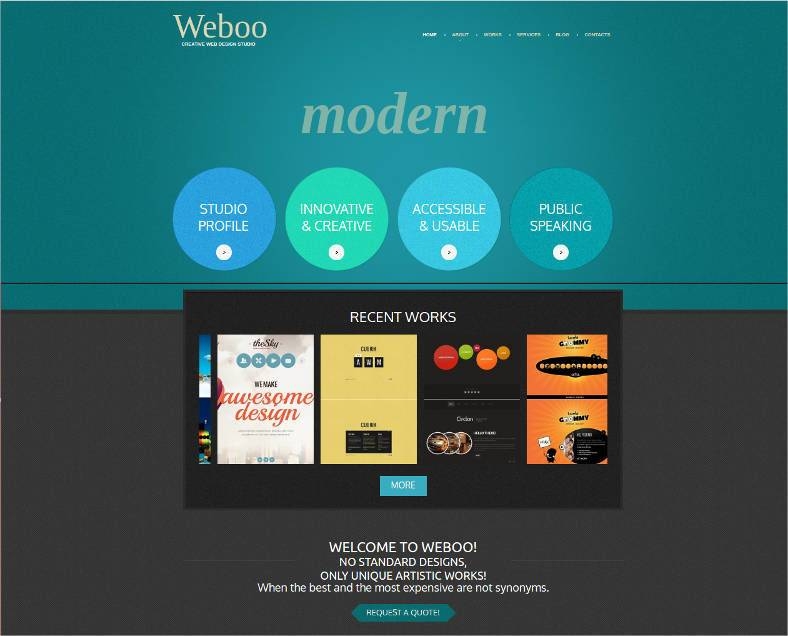 Weboo
CREATIVE WEB DESIGN STUDIO
HOME ABOUT WORKS SERVICES BLOG CONTACTS
modern
STUDIO
PROFILE
INNOVATIVE
& CREATIVE
ACCESSIBLE
& USABLE
PUBLIC
SPEAKING
RECENT WORKS
theSky
WE MAKE
awesome
design
MORE
WELCOME TO WEBOO!
NO STANDARD DESIGNS,
ONLY UNIQUE ARTISTIC WORKS!
When the best and the most expensive are not synonyms.
REQUEST A QUOTE!